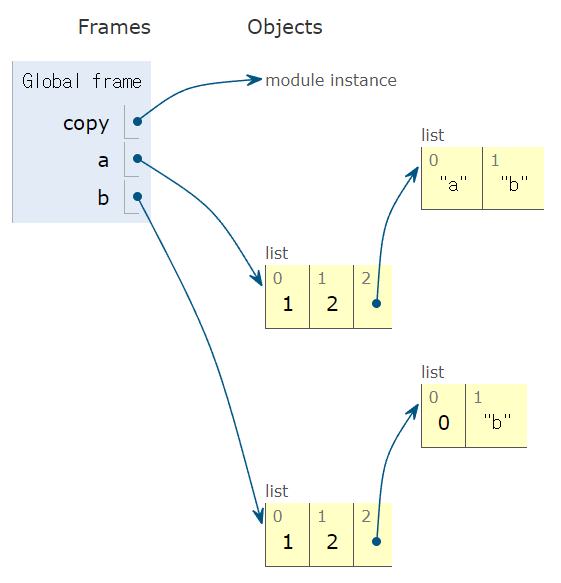 Frames Objects
Global frame
copy
a
b
module instance
list
0 1
"a" "b"
list
0 1 2
1 2
list
0 1
0 "b"
list
0 1 2
1 2